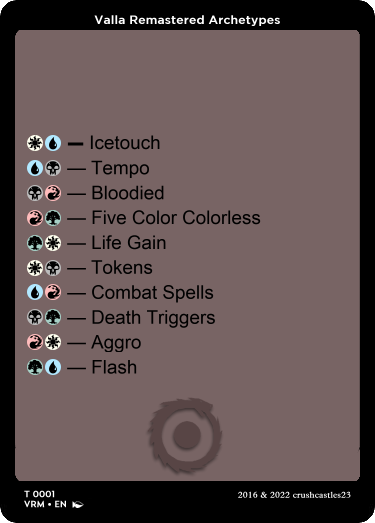 Valla Remastered Archetypes
— Icetouch
— Tempo
— Bloodied
— Five Color Colorless
— Life Gain
— Tokens
— Combat Spells
— Death Triggers
— Aggro
— Flash
T 0001
VRM • EN
2016 & 2022 crushcastles23